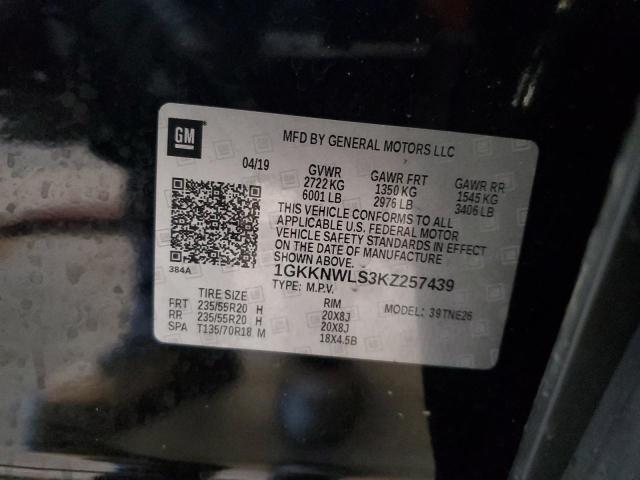 GM
MFD BY GENERAL MOTORS LLC
04/19 GVWR GAWR FRT GAWR RR
2722 KG 1350 KG 1545 KG
6001 LB 2976 LB 3406 LB
THIS VEHICLE CONFORMS TO ALL
APPLICABLE U.S. FEDERAL MOTOR
VEHICLE SAFETY STANDARDS IN EFFECT
ON THE DATE OF MANUFACTURE
SHOWN ABOVE.
384A
1GKKNWLS3KZ257439
TYPE: M.P.V.
TIRE SIZE RIM MODEL: 39TNE26
FRT 235/55R20 H 20X8J
RR 235/55R20 H 20X8J
SPA T135/70R18 M 18X4.5B